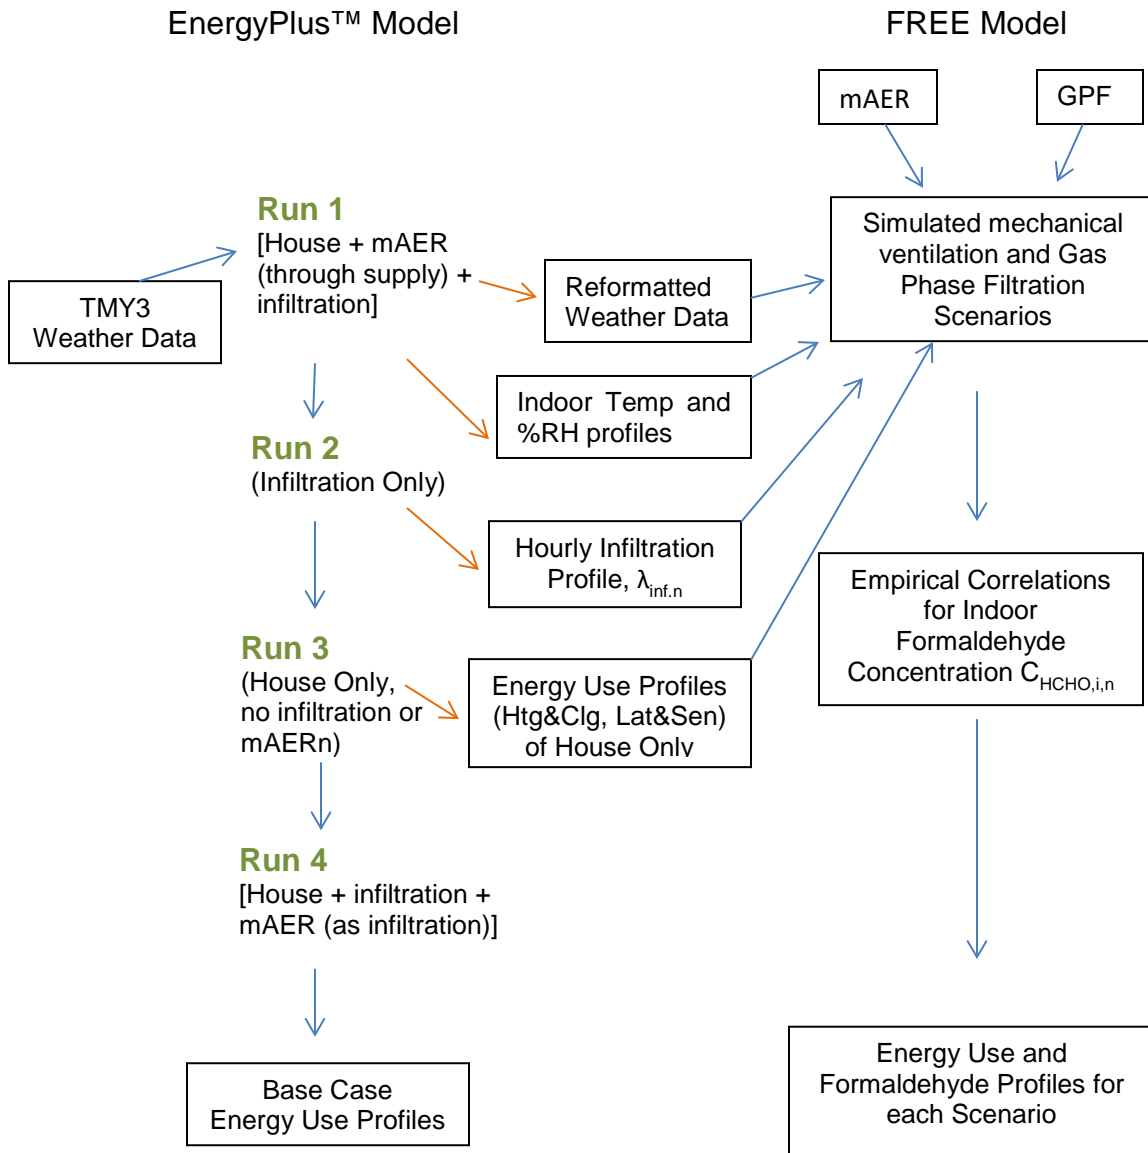 EnergyPlus™ Model
FREE Model
mAER
GPF
Run 1
[House + mAER
(through supply) +
infiltration]
TMY3
Weather Data
Reformatted
Weather Data
Simulated mechanical
ventilation and Gas
Phase Filtration
Scenarios
Indoor Temp and
%RH profiles
Run 2
(Infiltration Only)
Hourly Infiltration
Profile, λinf.n
Empirical Correlations
for Indoor
Formaldehyde
Concentration CHCHO,i,n
Run 3
(House Only,
no infiltration or
mAERn)
Energy Use Profiles
(Htg&Clg, Lat&Sen)
of House Only
Run 4
[House + infiltration +
mAER (as infiltration)]
Base Case
Energy Use Profiles
Energy Use and
Formaldehyde Profiles for
each Scenario